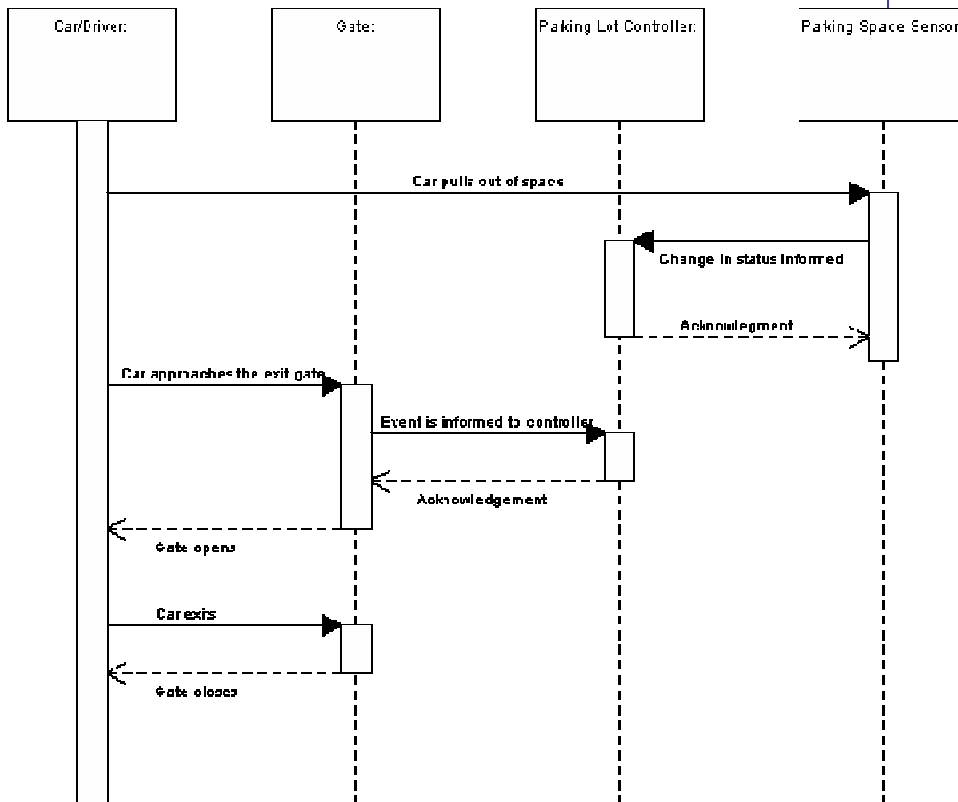 Car/Driver:
Gate:
Parking Lot Controller:
Parking Space Sensor
Car pulls out of space
Change in status informed
Acknowlegment
Car approaches the exit gate
Event is informed to controller
Acknowledgement
Gate opens
Car exits
Gate closes